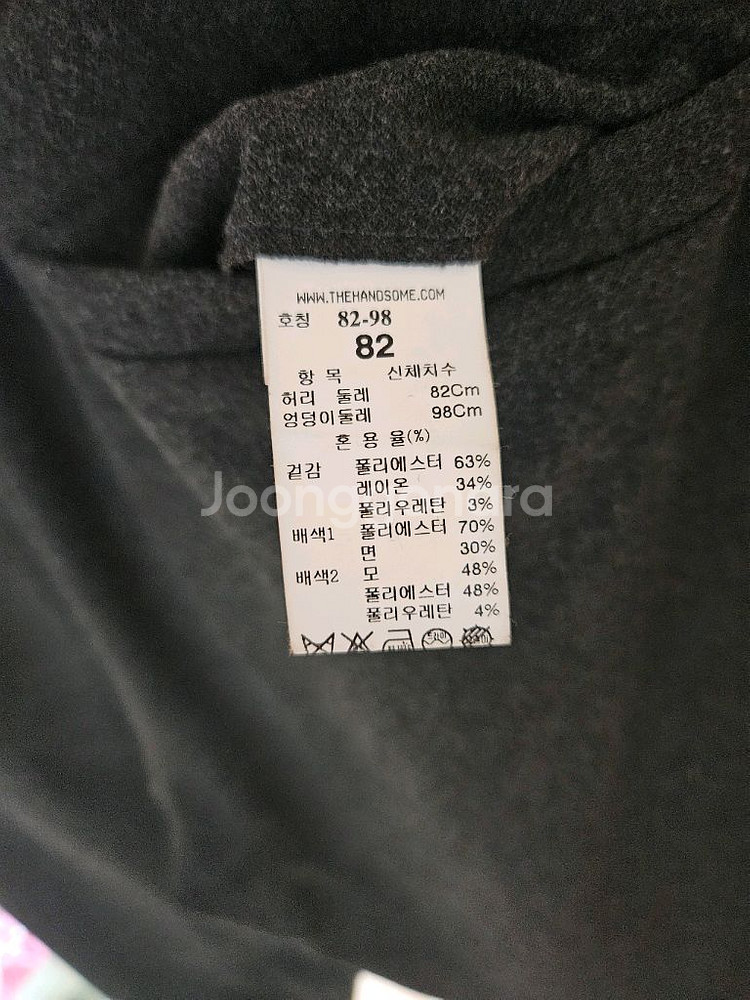 WWW.THEHANDSOME.COM
호칭 82-98
82
항 목 신체치수
허리 둘레 82Cm
엉덩이둘레 98Cm
혼 용 율(%)
겉감 폴리에스터 63%
레이온 34%
폴리우레탄 3%
배색1 폴리에스터 70%
면 30%
배색2 모 48%
폴리에스터 48%
폴리우레탄 4%
Joongonara